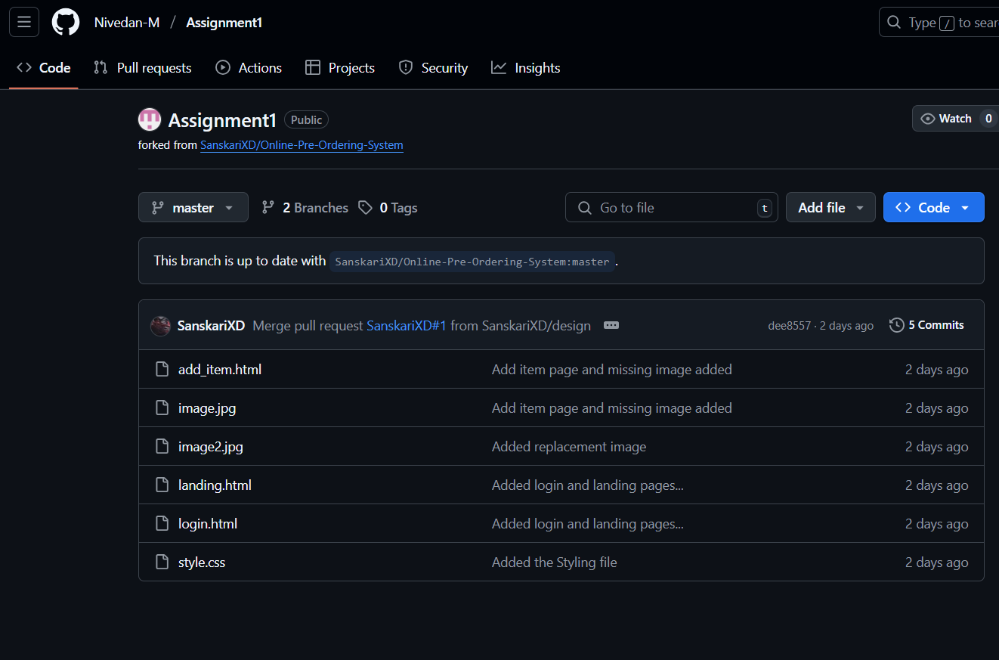 Nivedan-M / Assignment1
Type / to sear
Code Pull requests Actions Projects Security Insights
Assignment1 Public
Watch 0
forked from SanskariXD/Online-Pre-Ordering-System
master 2 Branches 0 Tags Go to file t Add file Code
This branch is up to date with SanskariXD/Online-Pre-Ordering-System:master .
SanskariXD Merge pull request SanskariXD#1 from SanskariXD/design dee8557 · 2 days ago 5 Commits
add_item.html Add item page and missing image added 2 days ago
image.jpg Add item page and missing image added 2 days ago
image2.jpg Added replacement image 2 days ago
landing.html Added login and landing pages... 2 days ago
login.html Added login and landing pages... 2 days ago
style.css Added the Styling file 2 days ago